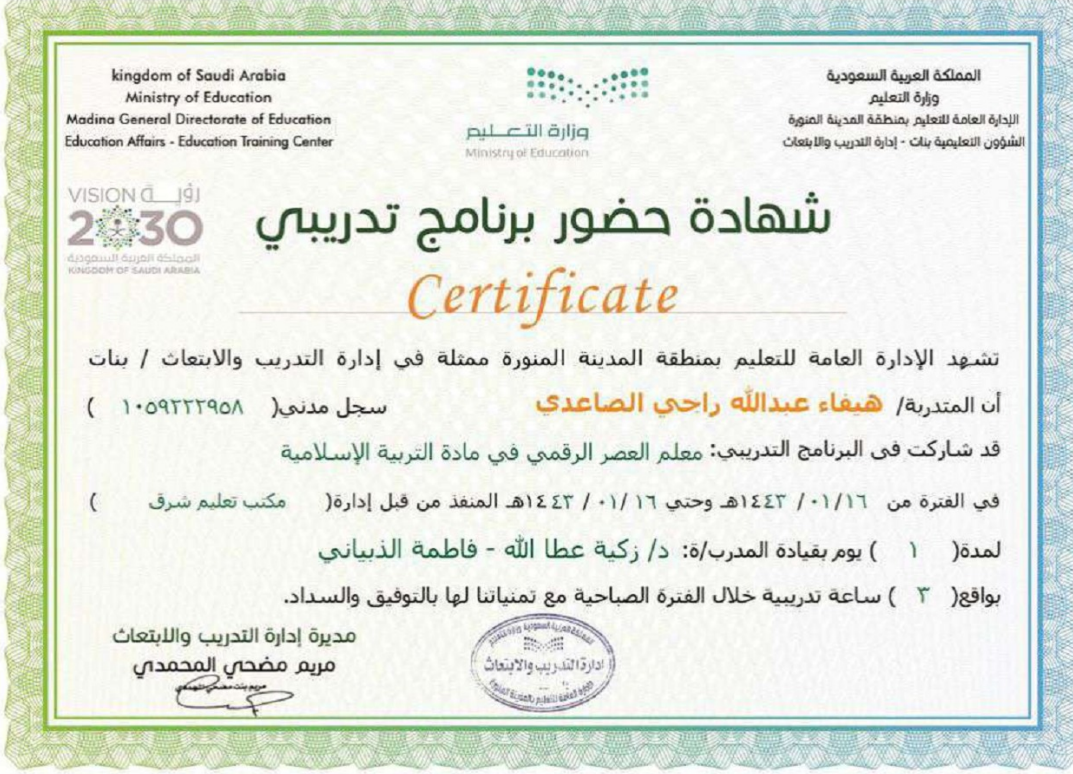 kingdom of Saudi Arabia
Ministry of Education
Madina General Directorate of Education
Education Affairs - Education Training Center
وزارة التعليم
Ministry of Education
المملكة العربية السعودية
وزارة التعليم
الإدارة العامة للتعليم بمنطقة المدينة المنورة
الشؤون التعليمية بنات - إدارة التدريب والابتعاث
VISION رؤيـــة
2030
المملكة العربية السعودية
KINGDOM OF SAUDI ARABIA
شهادة حضور برنامج تدريبي
Certificate
تشهد الإدارة العامة للتعليم بمنطقة المدينة المنورة ممثلة في إدارة التدريب والابتعاث / بنات
أن المتدربة/ هيفاء عبدالله راجي الصاعدي سجل مدني( ١٠٥٩٢٢٢٩٥٨ )
قد شاركت في البرنامج التدريبي: معلم العصر الرقمي في مادة التربية الإسلامية
في الفترة من ٠١/١٦ / ١٤٤٣هـ وحتي ١٦ /٠١ / ١٤٤٣هـ المنفذ من قبل إدارة( مكتب تعليم شرق )
لمدة( ١ ) يوم بقيادة المدرب/ة: د/ زكية عطا الله - فاطمة الذبياني
بواقع( ٣ ) ساعة تدريبية خلال الفترة الصباحية مع تمنياتنا لها بالتوفيق والسداد.
مديرة إدارة التدريب والابتعاث
مريم مضحي المحمدي
إدارة التدريب والابتعاث